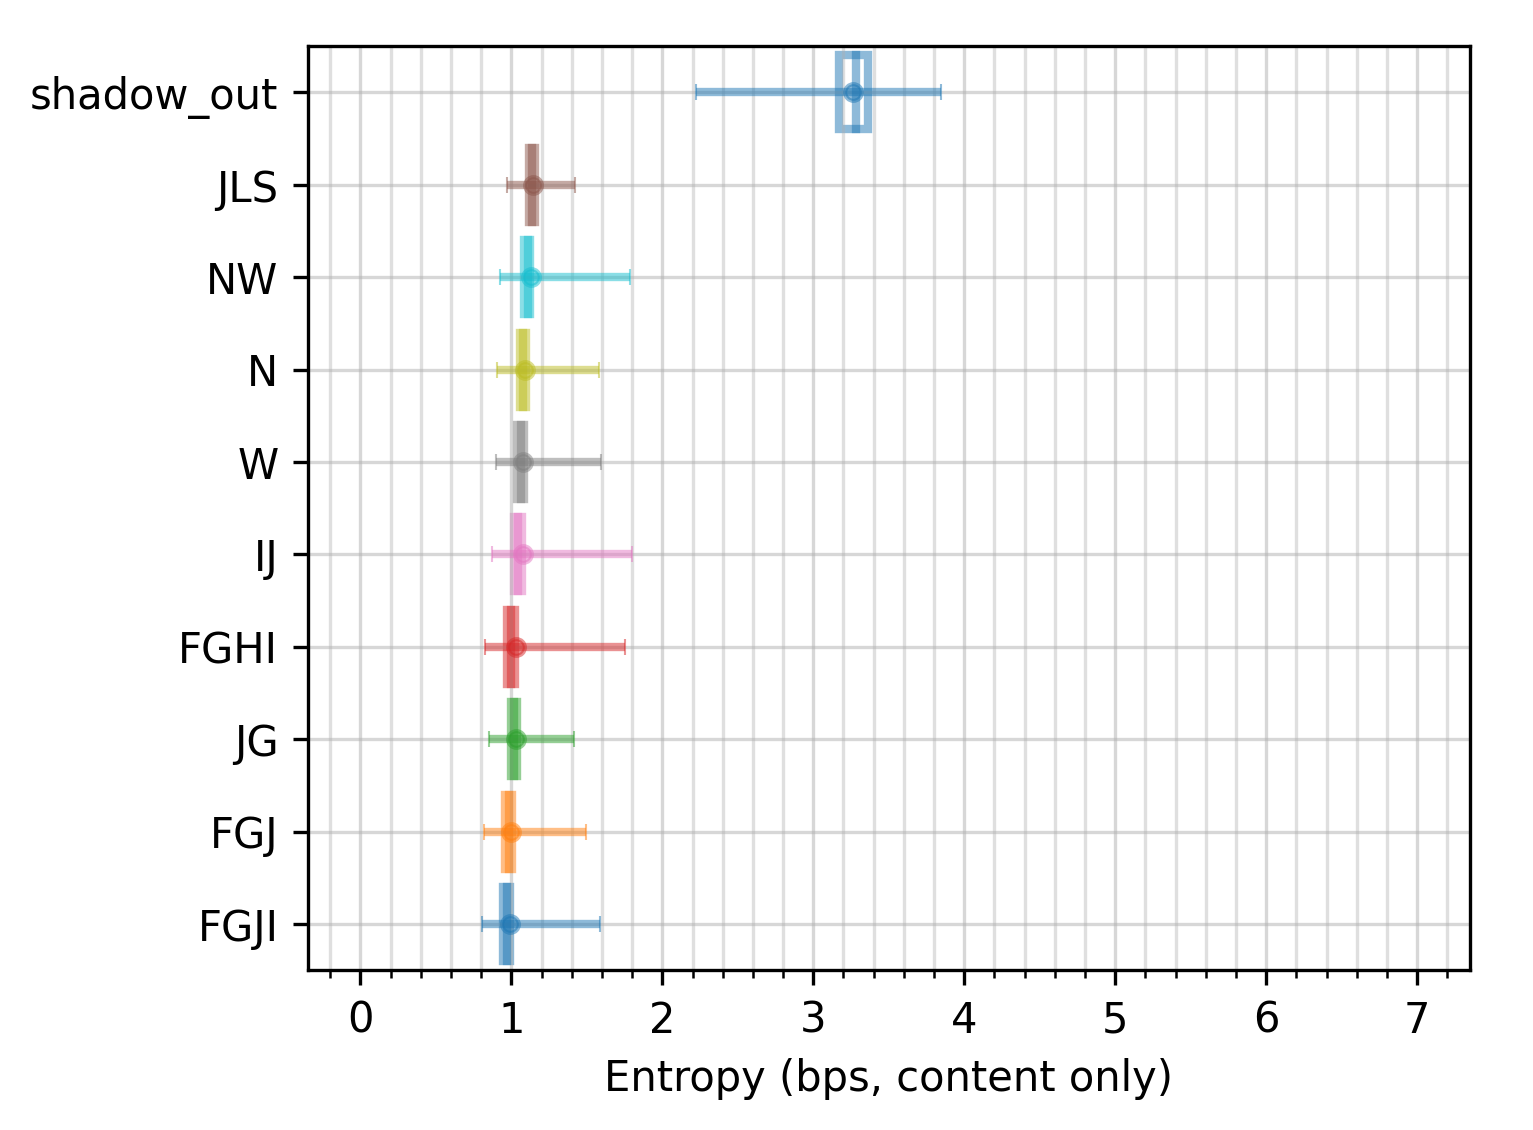 shadow_out
JLS
NW
N
W
IJ
FGHI
JG
FGJ
FGJI
0 1 2 3 4 5 6 7
Entropy (bps, content only)